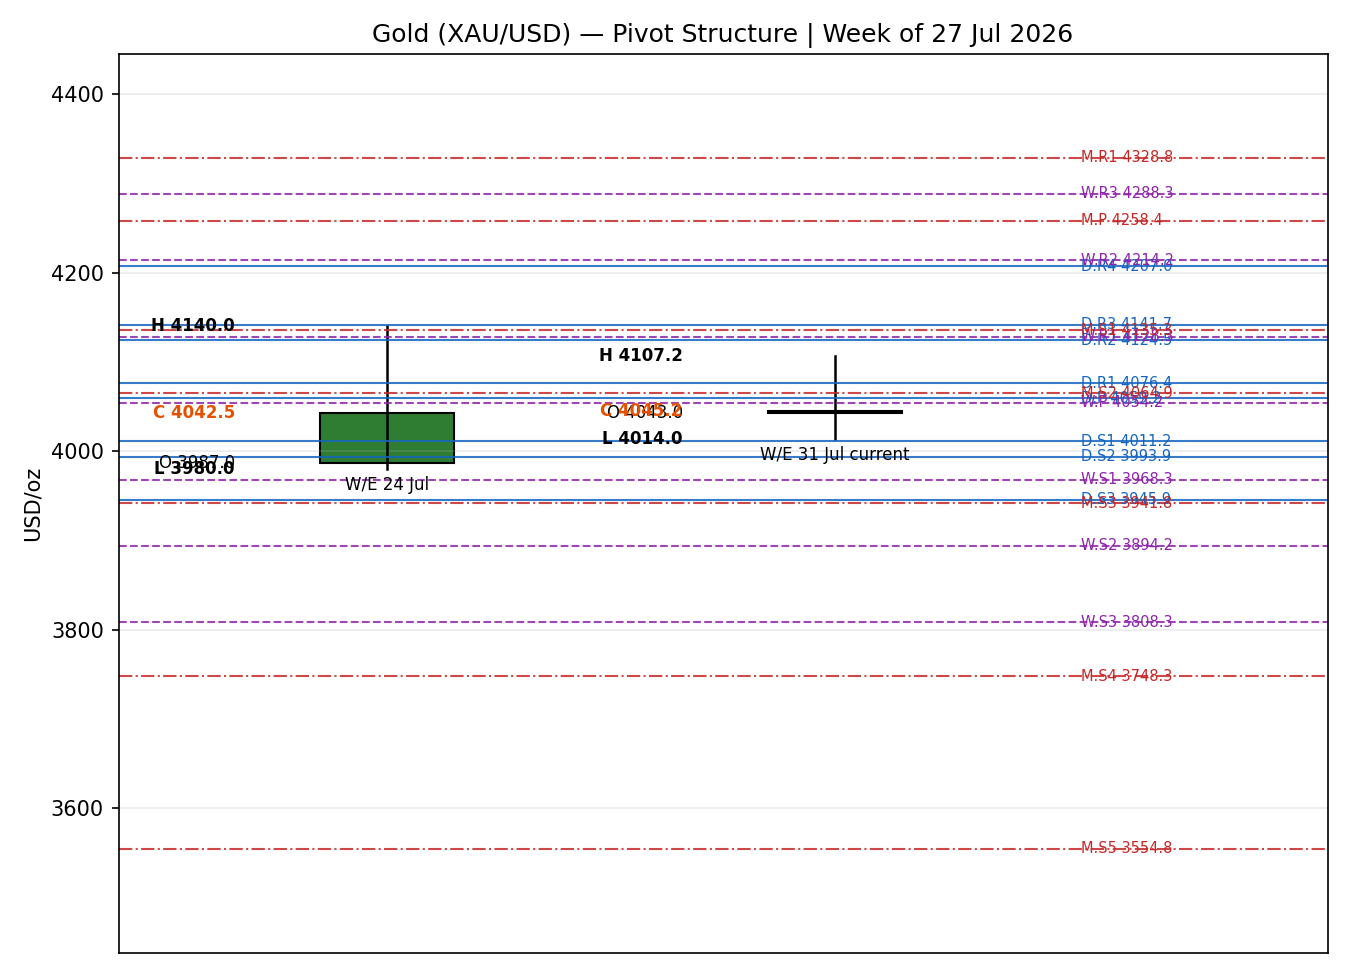 Gold (XAU/USD) — Pivot Structure | Week of 27 Jul 2026
4400
M.R1 4328.8
W.R3 4288.3
M.P 4258.4
W.R2 4214.2
D.R4 4207.0
4200
H 4140.0
D.R3 4141.7
D.R2 4124.5
H 4107.2
D.R1 4076.4
M.S2 4064.9
W.P 4054.2
C 4042.5
O 4043.0
L 4014.0
D.S1 4011.2
4000
W/E 31 Jul current
D.S2 3993.9
O 3987.0
L 3980.0
W/E 24 Jul
W.S1 3968.3
D.S3 3945.9
M.S3 3941.8
USD/oz
W.S2 3894.2
3800
W.S3 3808.3
M.S4 3748.3
3600
M.S5 3554.8